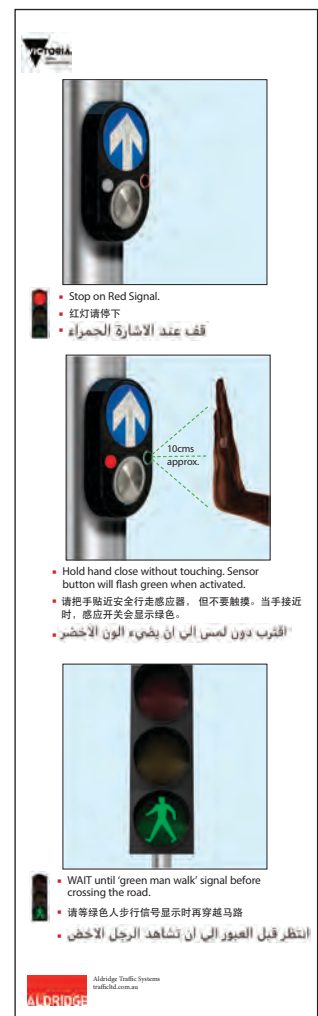 VICTORIA
Stop on Red Signal.
红灯请停下
قف عند الاشارة الحمراء
10cms
approx.
Hold hand close without touching. Sensor
button will flash green when activated.
请把手贴近安全行走感应器， 但不要触摸。当手接近
时，感应开关会显示绿色。
اقترب دون لمس الي ان يضيء الون الأخضر
WAIT until ‘green man walk’ signal before
crossing the road.
请等绿色人步行信号显示时再穿越马路
انتظر قبل العبور الي ان تشاهد الرجل الاخض
Aldridge Traffic Systems
trafficltd.com.au
ALDRIDGE